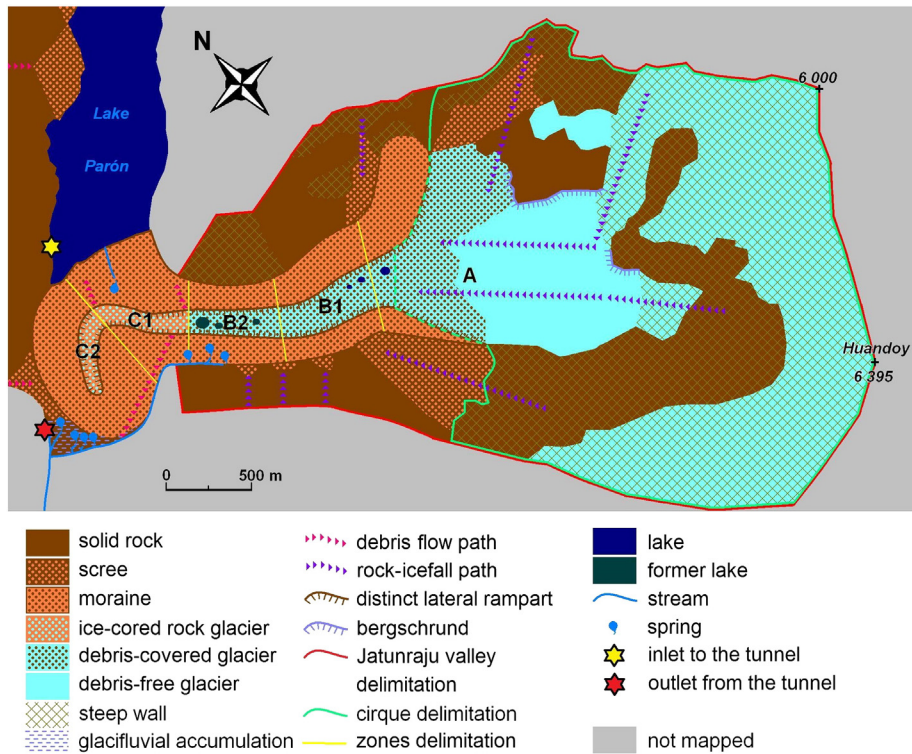 N
6 000
Lake
Parón
A
B1
C1
B2
C2
Huandoy
6 395
0 500 m
solid rock
scree
moraine
ice-cored rock glacier
debris-covered glacier
debris-free glacier
steep wall
glacifluvial accumulation
debris flow path
rock-icefall path
distinct lateral rampart
bergschrund
Jatunraju valley
delimitation
cirque delimitation
zones delimitation
lake
former lake
stream
spring
inlet to the tunnel
outlet from the tunnel
not mapped